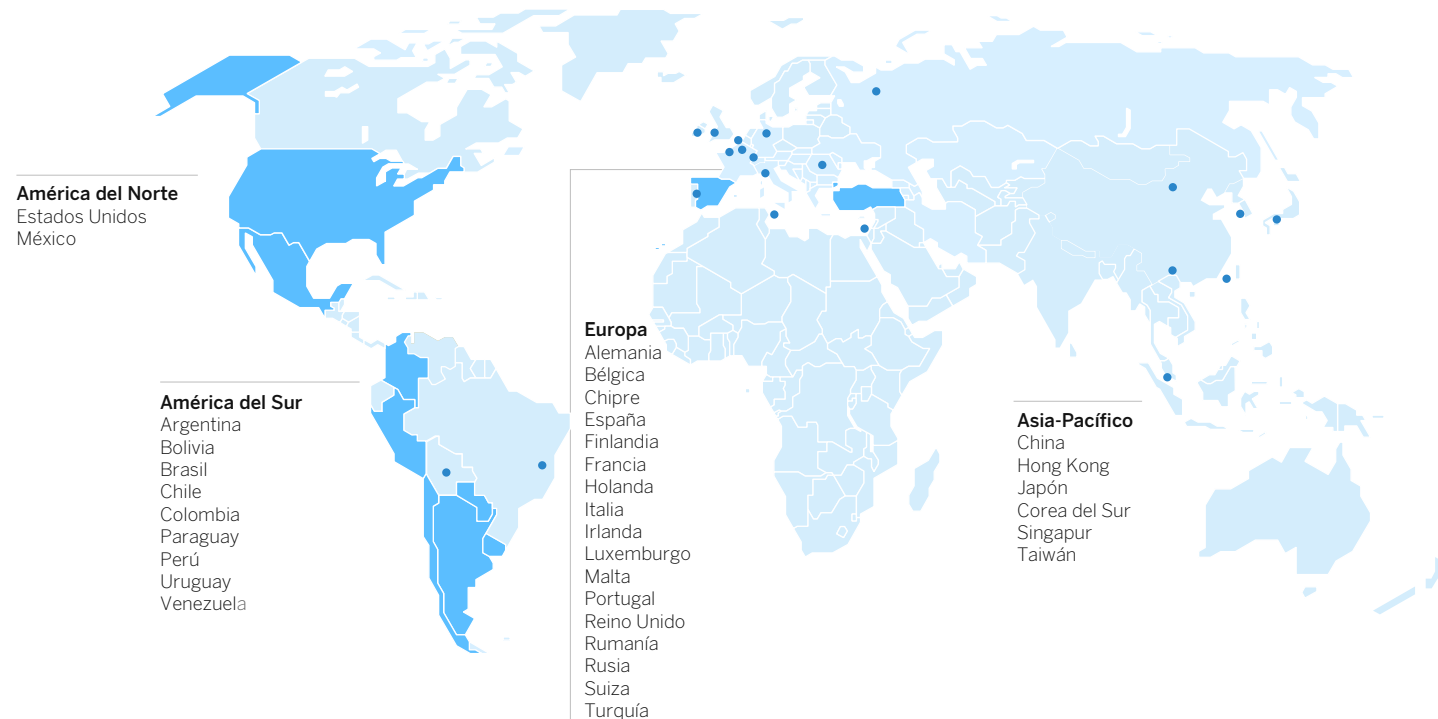 América del Norte
Estados Unidos
México
América del Sur
Argentina
Bolivia
Brasil
Chile
Colombia
Paraguay
Perú
Uruguay
Venezuela
Europa
Alemania
Bélgica
Chipre
España
Finlandia
Francia
Holanda
Italia
Irlanda
Luxemburgo
Malta
Portugal
Reino Unido
Rumanía
Rusia
Suiza
Turquía
Asia-Pacífico
China
Hong Kong
Japón
Corea del Sur
Singapur
Taiwán